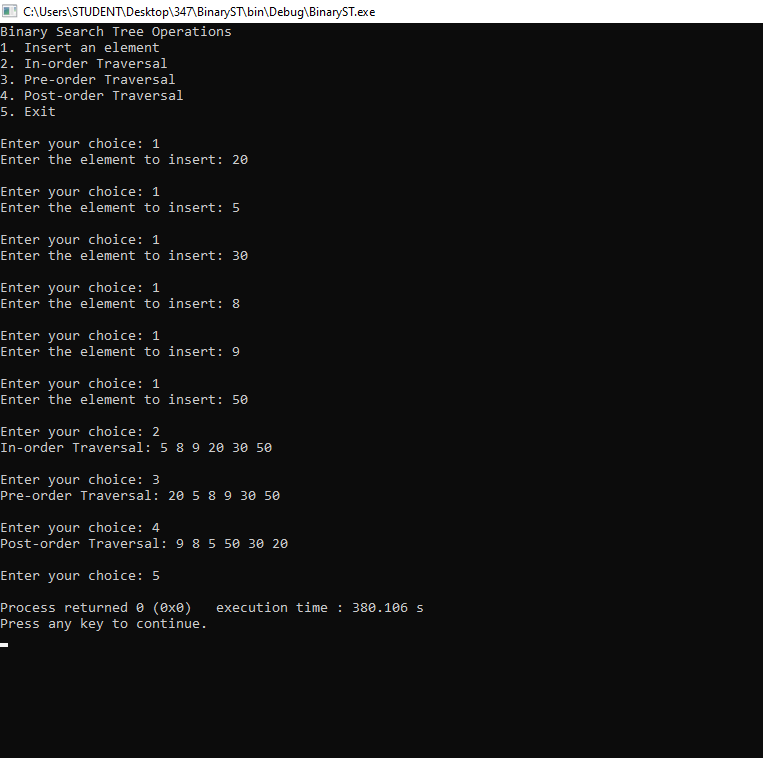 C:\Users\STUDENT\Desktop\347\BinaryST\bin\Debug\BinaryST.exe
Binary Search Tree Operations
1. Insert an element
2. In-order Traversal
3. Pre-order Traversal
4. Post-order Traversal
5. Exit
Enter your choice: 1
Enter the element to insert: 20
Enter your choice: 1
Enter the element to insert: 5
Enter your choice: 1
Enter the element to insert: 30
Enter your choice: 1
Enter the element to insert: 8
Enter your choice: 1
Enter the element to insert: 9
Enter your choice: 1
Enter the element to insert: 50
Enter your choice: 2
In-order Traversal: 5 8 9 20 30 50
Enter your choice: 3
Pre-order Traversal: 20 5 8 9 30 50
Enter your choice: 4
Post-order Traversal: 9 8 5 50 30 20
Enter your choice: 5
Process returned 0 (0x0)   execution time : 380.106 s
Press any key to continue.